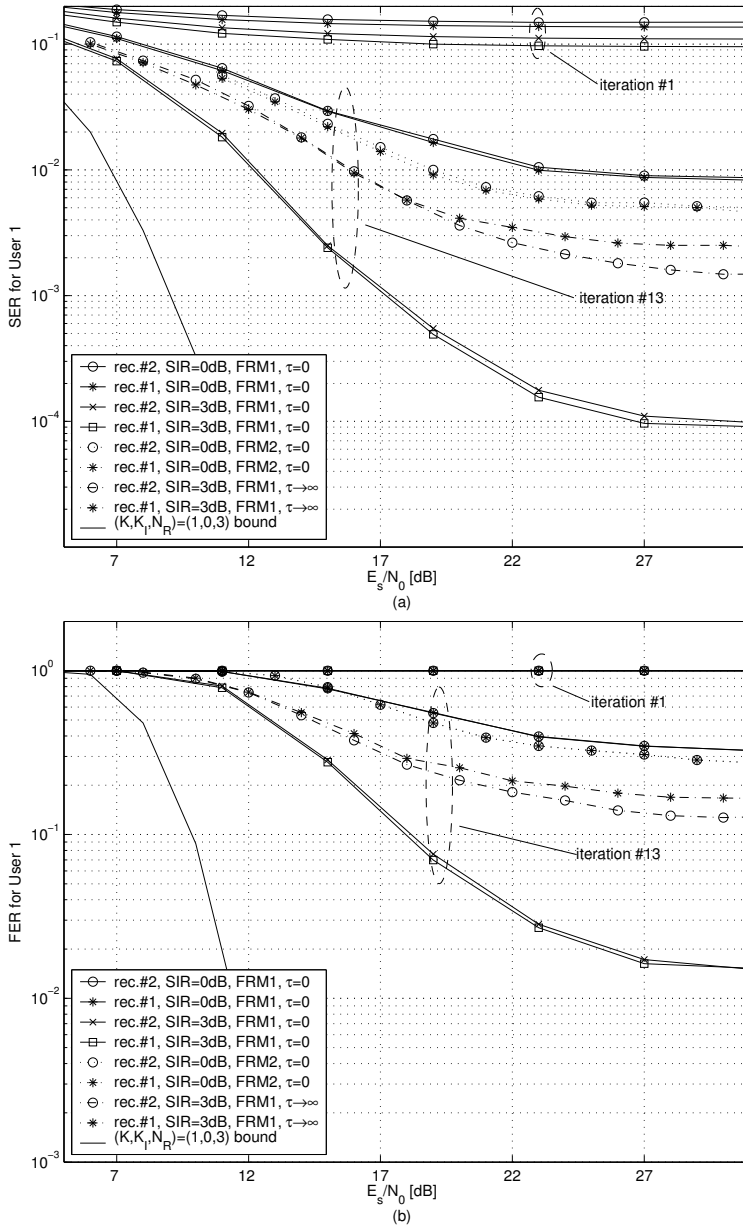 10^-1
iteration #1
10^-2
SER for User 1
10^-3
iteration #13
10^-4
rec.#2, SIR=0dB, FRM1, τ=0
rec.#1, SIR=0dB, FRM1, τ=0
rec.#2, SIR=3dB, FRM1, τ=0
rec.#1, SIR=3dB, FRM1, τ=0
rec.#2, SIR=0dB, FRM2, τ=0
rec.#1, SIR=0dB, FRM2, τ=0
rec.#2, SIR=3dB, FRM1, τ→∞
rec.#1, SIR=3dB, FRM1, τ→∞
(K,K_I,N_R)=(1,0,3) bound
7 12 17 22 27
E_s/N_0 [dB]
(a)
10^0
iteration #1
10^-1
iteration #13
FER for User 1
10^-2
rec.#2, SIR=0dB, FRM1, τ=0
rec.#1, SIR=0dB, FRM1, τ=0
rec.#2, SIR=3dB, FRM1, τ=0
rec.#1, SIR=3dB, FRM1, τ=0
rec.#2, SIR=0dB, FRM2, τ=0
rec.#1, SIR=0dB, FRM2, τ=0
rec.#2, SIR=3dB, FRM1, τ→∞
rec.#1, SIR=3dB, FRM1, τ→∞
(K,K_I,N_R)=(1,0,3) bound
10^-3
7 12 17 22 27
E_s/N_0 [dB]
(b)